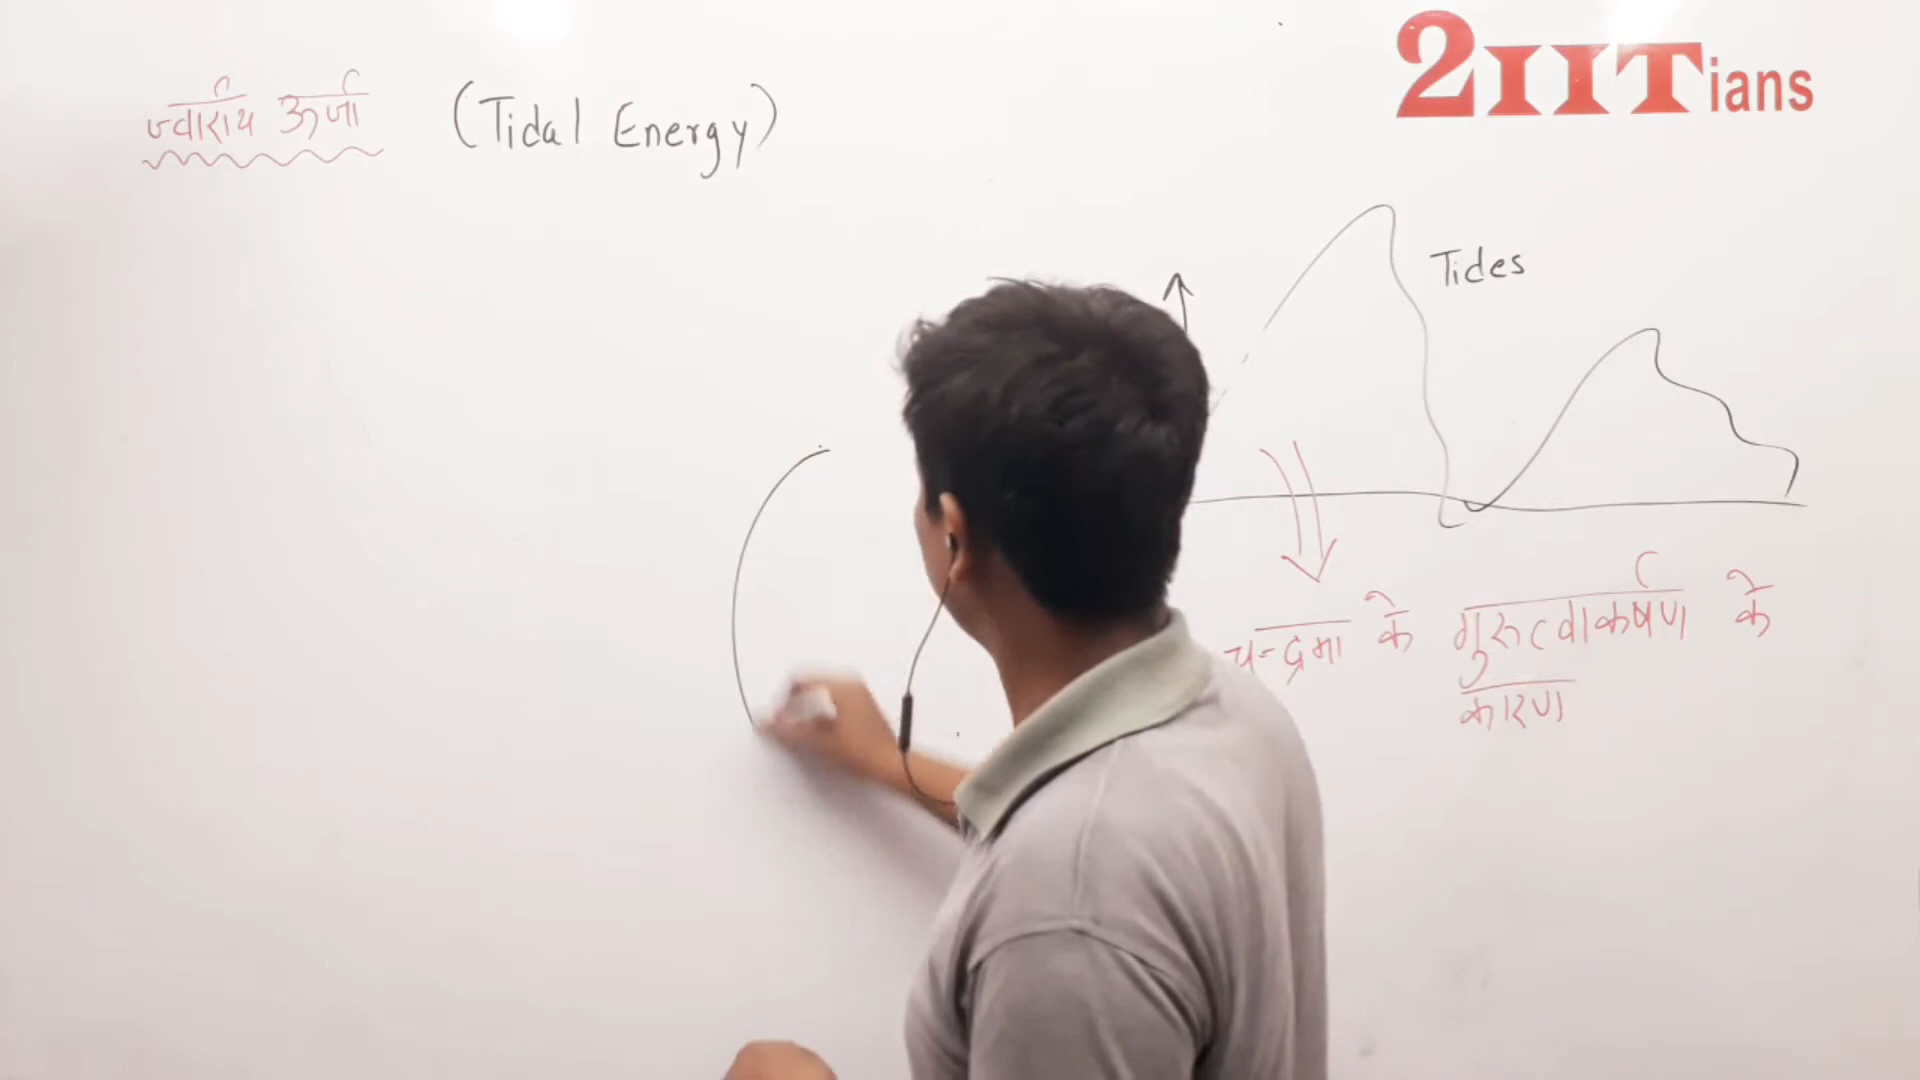 ज्वारीय ऊर्जा (Tidal Energy)
2IITians
Tides
चन्द्रमा के गुरुत्वाकर्षण के
कारण